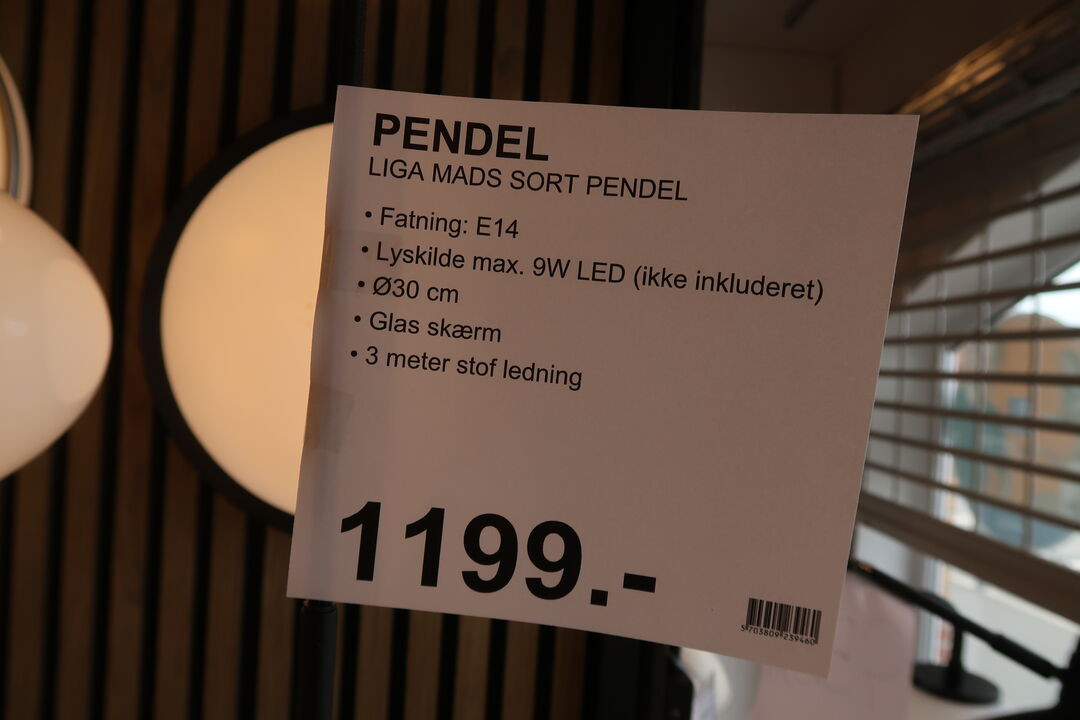 PENDEL
LIGA MADS SORT PENDEL
• Fatning: E14
• Lyskilde max. 9W LED (ikke inkluderet)
• Ø30 cm
• Glas skærm
• 3 meter stof ledning
1199.-
5703809239460